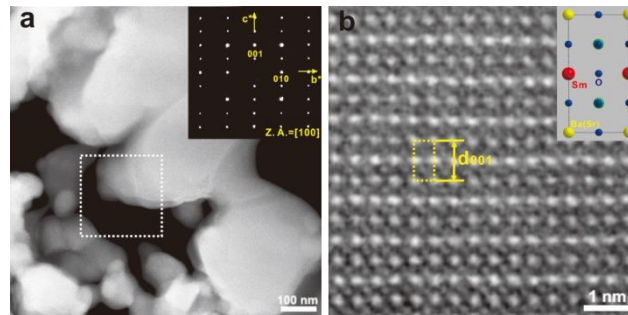 a
c*
001
010
b*
Z. A.=[100]
100 nm
b
Sm
O
Ba(Sr)
d001
1 nm